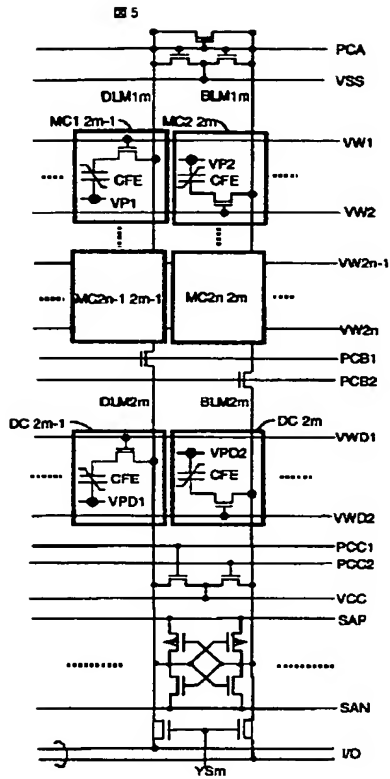 図 5
PCA
VSS
DLM1m BLM1m
MC1 2m-1 MC2 2m
VW1
VP2
CFE CFE
VP1
VW2
VW2n-1
MC2n-1 2m-1 MC2n 2m
VW2n
PCB1
PCB2
DLM2m BLM2m
DC 2m-1 DC 2m
VWD1
VPD2
CFE CFE
VPD1
VWD2
PCC1
PCC2
VCC
SAP
SAN
I/O
YSm